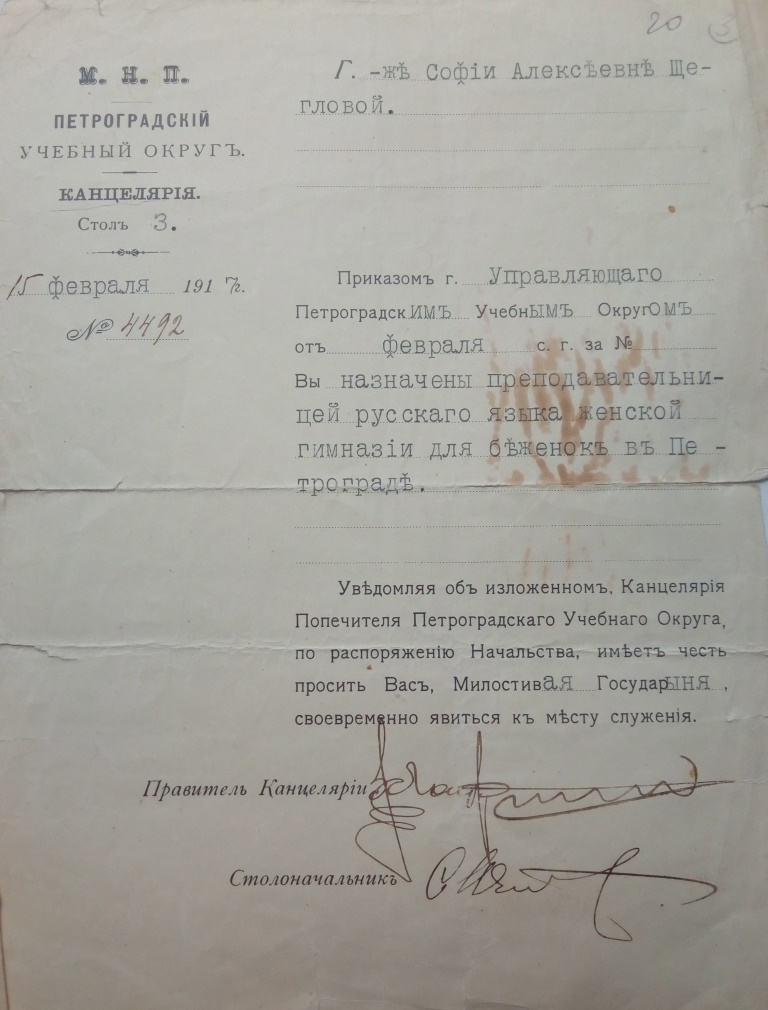 20 3
М. Н. П.
ПЕТРОГРАДСКІЙ
УЧЕБНЫЙ ОКРУГЪ.
КАНЦЕЛЯРІЯ.
Столъ 3.
15 февраля 1917г.
№ 4492
Г. -жѣ Софіи Алексѣевнѣ Ще-
гловой.
Приказомъ г. Управляющаго
Петроградскимъ Учебнымъ Округомъ
отъ февраля с. г. за №
Вы назначены преподавательни-
цей русскаго языка женской
гимназіи для бѣженокъ въ Пе -
троградѣ.
Увѣдомляя объ изложенномъ, Канцелярія
Попечителя Петроградскаго Учебнаго Округа,
по распоряженію Начальства, имѣетъ честь
просить Васъ, Милостивая Государыня ,
своевременно явиться къ мѣсту служенія.
Правитель Канцеляріи
Столоначальникъ